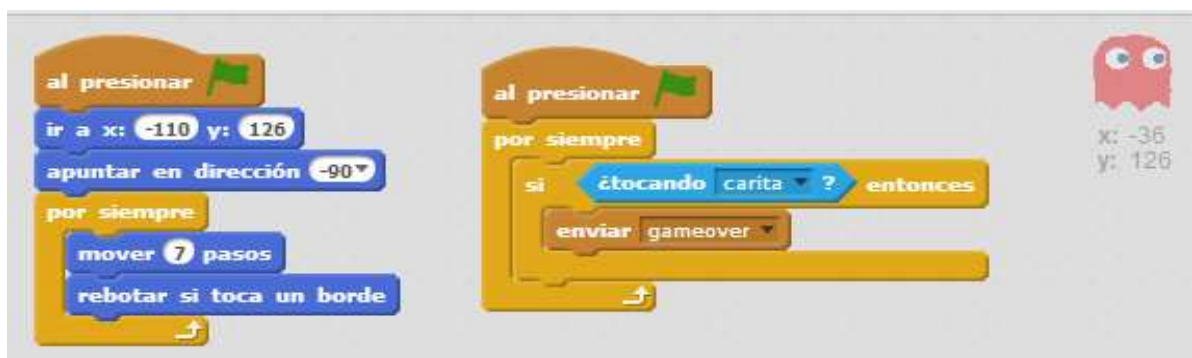 al presionar
ir a x: -110 y: 126
apuntar en dirección -90
por siempre
mover 7 pasos
rebotar si toca un borde
al presionar
por siempre
si ¿tocando carita ? entonces
enviar gameover
x: -36
y: 126